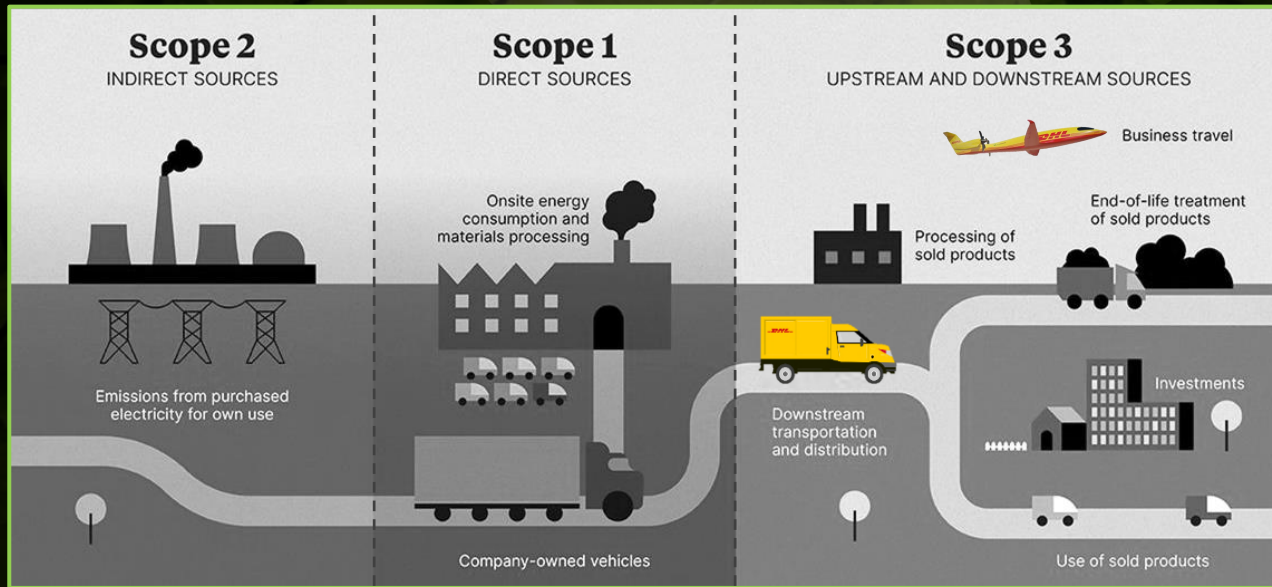 Scope 2
INDIRECT SOURCES
Emissions from purchased
electricity for own use
Scope 1
DIRECT SOURCES
Onsite energy
consumption and
materials processing
Company-owned vehicles
Scope 3
UPSTREAM AND DOWNSTREAM SOURCES
DHL
Business travel
Processing of
sold products
End-of-life treatment
of sold products
DHL
Downstream
transportation
and distribution
Investments
Use of sold products